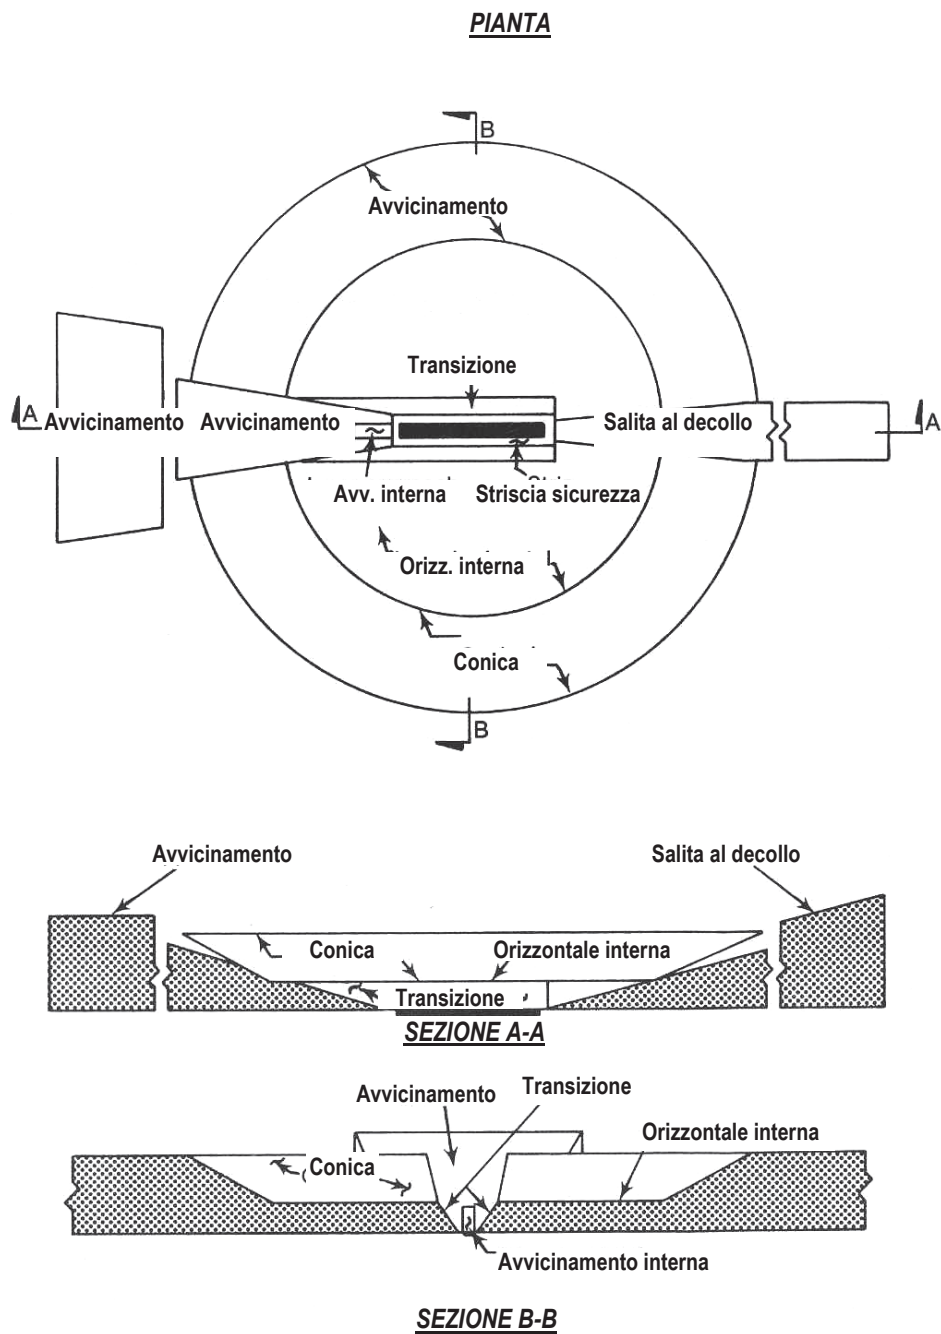 PIANTA
B
Avvicinamento
Transizione
A
Avvicinamento
Avvicinamento
Salita al decollo
A
Avv. interna
Striscia sicurezza
Orizz. interna
Conica
B
Avvicinamento
Salita al decollo
Conica
Orizzontale interna
Transizione
SEZIONE A-A
Avvicinamento
Transizione
Orizzontale interna
Conica
Avvicinamento interna
SEZIONE B-B